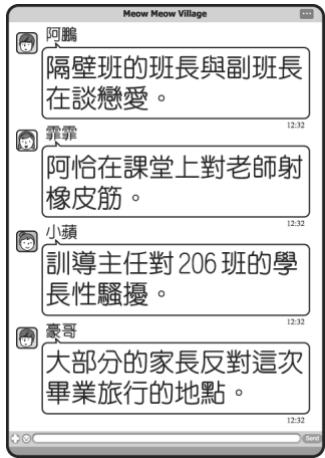 Meow Meow Village
阿鵬
隔壁班的班長與副班長
在談戀愛。
12:32
霏霏
阿恰在課堂上對老師射
橡皮筋。
12:32
小蘋
訓導主任對 206 班的學
長性騷擾。
12:32
豪哥
大部分的家長反對這次
畢業旅行的地點。
12:32
Send